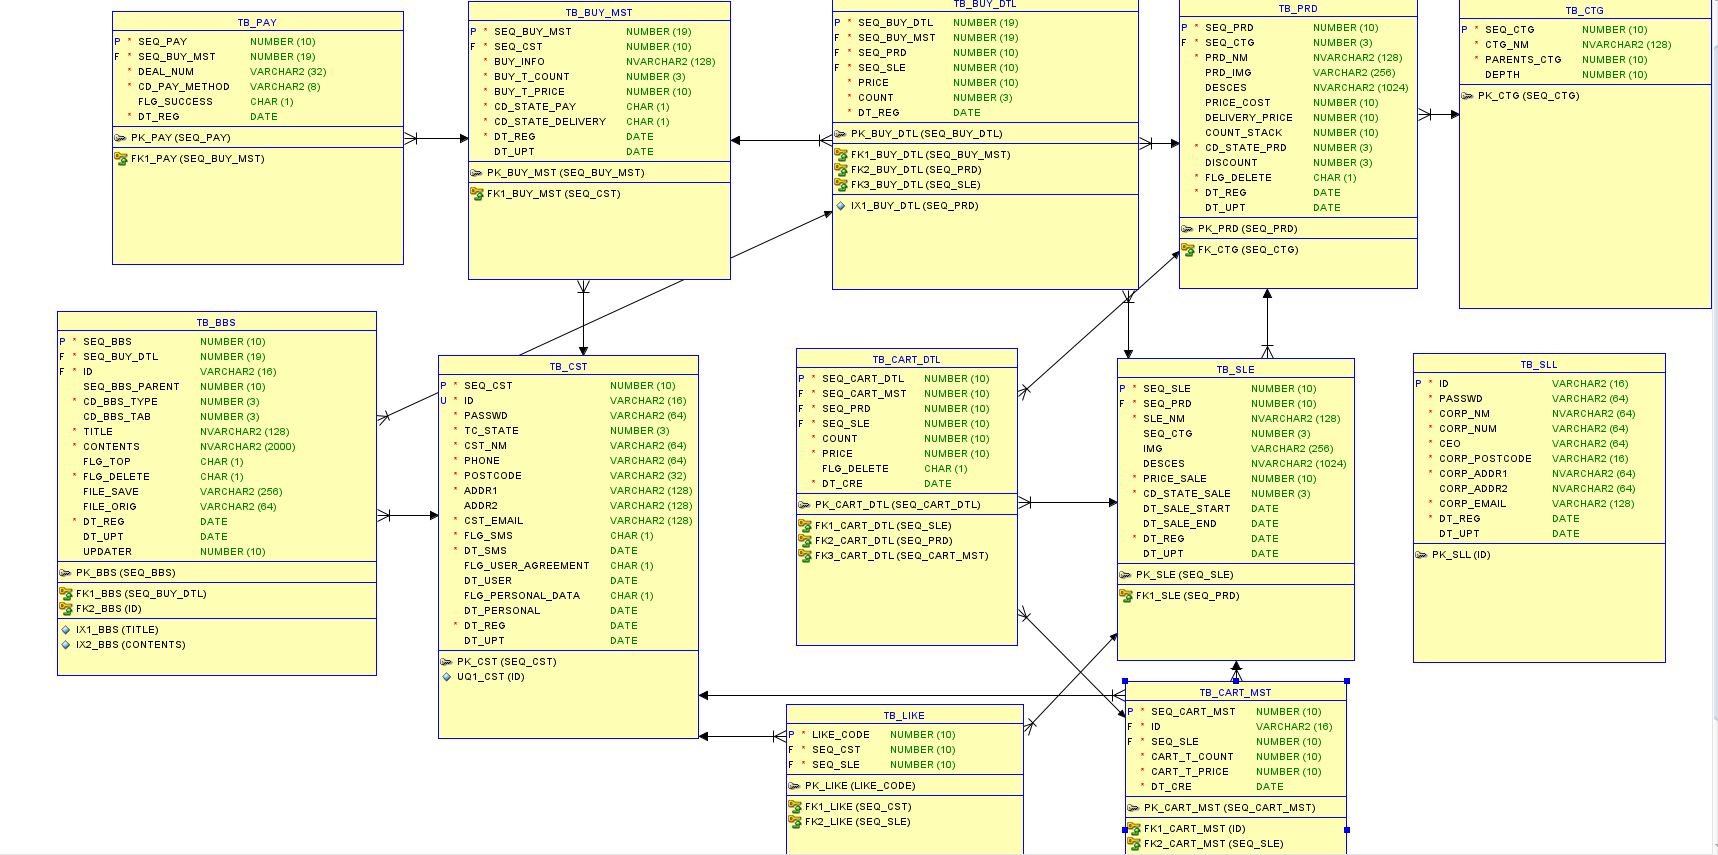 TB_PAY
P * SEQ_PAY NUMBER (10)
F * SEQ_BUY_MST NUMBER (19)
* DEAL_NUM VARCHAR2 (32)
* CD_PAY_METHOD VARCHAR2 (8)
FLG_SUCCESS CHAR (1)
* DT_REG DATE
PK_PAY (SEQ_PAY)
FK1_PAY (SEQ_BUY_MST)
TB_BUY_MST
P * SEQ_BUY_MST NUMBER (19)
F * SEQ_CST NUMBER (10)
* BUY_INFO NVARCHAR2 (128)
* BUY_T_COUNT NUMBER (3)
* BUY_T_PRICE NUMBER (10)
* CD_STATE_PAY CHAR (1)
* CD_STATE_DELIVERY CHAR (1)
* DT_REG DATE
DT_UPT DATE
PK_BUY_MST (SEQ_BUY_MST)
FK1_BUY_MST (SEQ_CST)
TB_BUY_DTL
P * SEQ_BUY_DTL NUMBER (19)
F * SEQ_BUY_MST NUMBER (19)
F * SEQ_PRD NUMBER (10)
F * SEQ_SLE NUMBER (10)
* PRICE NUMBER (10)
* COUNT NUMBER (3)
* DT_REG DATE
PK_BUY_DTL (SEQ_BUY_DTL)
FK1_BUY_DTL (SEQ_BUY_MST)
FK2_BUY_DTL (SEQ_PRD)
FK3_BUY_DTL (SEQ_SLE)
IX1_BUY_DTL (SEQ_PRD)
TB_PRD
P * SEQ_PRD NUMBER (10)
F * SEQ_CTG NUMBER (3)
* PRD_NM NVARCHAR2 (128)
PRD_IMG VARCHAR2 (256)
DESCES NVARCHAR2 (1024)
PRICE_COST NUMBER (10)
DELIVERY_PRICE NUMBER (10)
COUNT_STACK NUMBER (10)
* CD_STATE_PRD NUMBER (3)
DISCOUNT NUMBER (3)
* FLG_DELETE CHAR (1)
* DT_REG DATE
DT_UPT DATE
PK_PRD (SEQ_PRD)
FK_CTG (SEQ_CTG)
TB_CTG
P * SEQ_CTG NUMBER (10)
* CTG_NM NVARCHAR2 (128)
* PARENTS_CTG NUMBER (10)
DEPTH NUMBER (10)
PK_CTG (SEQ_CTG)
TB_BBS
P * SEQ_BBS NUMBER (10)
F * SEQ_BUY_DTL NUMBER (19)
F * ID VARCHAR2 (16)
SEQ_BBS_PARENT NUMBER (10)
* CD_BBS_TYPE NUMBER (3)
CD_BBS_TAB NUMBER (3)
* TITLE NVARCHAR2 (128)
* CONTENTS NVARCHAR2 (2000)
FLG_TOP CHAR (1)
* FLG_DELETE CHAR (1)
FILE_SAVE VARCHAR2 (256)
FILE_ORIG VARCHAR2 (64)
* DT_REG DATE
DT_UPT DATE
UPDATER NUMBER (10)
PK_BBS (SEQ_BBS)
FK1_BBS (SEQ_BUY_DTL)
FK2_BBS (ID)
IX1_BBS (TITLE)
IX2_BBS (CONTENTS)
TB_CST
P * SEQ_CST NUMBER (10)
U * ID VARCHAR2 (16)
* PASSWD VARCHAR2 (64)
* TC_STATE NUMBER (3)
* CST_NM VARCHAR2 (64)
* PHONE VARCHAR2 (64)
* POSTCODE VARCHAR2 (32)
* ADDR1 VARCHAR2 (128)
ADDR2 VARCHAR2 (128)
* CST_EMAIL VARCHAR2 (128)
* FLG_SMS CHAR (1)
* DT_SMS DATE
FLG_USER_AGREEMENT CHAR (1)
DT_USER DATE
FLG_PERSONAL_DATA CHAR (1)
DT_PERSONAL DATE
* DT_REG DATE
DT_UPT DATE
PK_CST (SEQ_CST)
UQ1_CST (ID)
TB_CART_DTL
P * SEQ_CART_DTL NUMBER (10)
F * SEQ_CART_MST NUMBER (10)
F * SEQ_PRD NUMBER (10)
F * SEQ_SLE NUMBER (10)
* COUNT NUMBER (10)
* PRICE NUMBER (10)
FLG_DELETE CHAR (1)
* DT_CRE DATE
PK_CART_DTL (SEQ_CART_DTL)
FK1_CART_DTL (SEQ_SLE)
FK2_CART_DTL (SEQ_PRD)
FK3_CART_DTL (SEQ_CART_MST)
TB_SLE
P * SEQ_SLE NUMBER (10)
F * SEQ_PRD NUMBER (10)
* SLE_NM NVARCHAR2 (128)
SEQ_CTG NUMBER (3)
IMG VARCHAR2 (256)
DESCES NVARCHAR2 (1024)
* PRICE_SALE NUMBER (10)
* CD_STATE_SALE NUMBER (3)
DT_SALE_START DATE
DT_SALE_END DATE
* DT_REG DATE
DT_UPT DATE
PK_SLE (SEQ_SLE)
FK1_SLE (SEQ_PRD)
TB_SLL
P * ID VARCHAR2 (16)
* PASSWD VARCHAR2 (64)
* CORP_NM NVARCHAR2 (64)
* CORP_NUM VARCHAR2 (64)
* CEO NVARCHAR2 (64)
* CORP_POSTCODE VARCHAR2 (16)
* CORP_ADDR1 NVARCHAR2 (64)
CORP_ADDR2 NVARCHAR2 (64)
* CORP_EMAIL VARCHAR2 (128)
* DT_REG DATE
DT_UPT DATE
PK_SLL (ID)
TB_LIKE
P * LIKE_CODE NUMBER (10)
F * SEQ_CST NUMBER (10)
F * SEQ_SLE NUMBER (10)
PK_LIKE (LIKE_CODE)
FK1_LIKE (SEQ_CST)
FK2_LIKE (SEQ_SLE)
TB_CART_MST
P * SEQ_CART_MST NUMBER (10)
F * ID VARCHAR2 (16)
F * SEQ_SLE NUMBER (10)
* CART_T_COUNT NUMBER (10)
* CART_T_PRICE NUMBER (10)
* DT_CRE DATE
PK_CART_MST (SEQ_CART_MST)
FK1_CART_MST (ID)
FK2_CART_MST (SEQ_SLE)